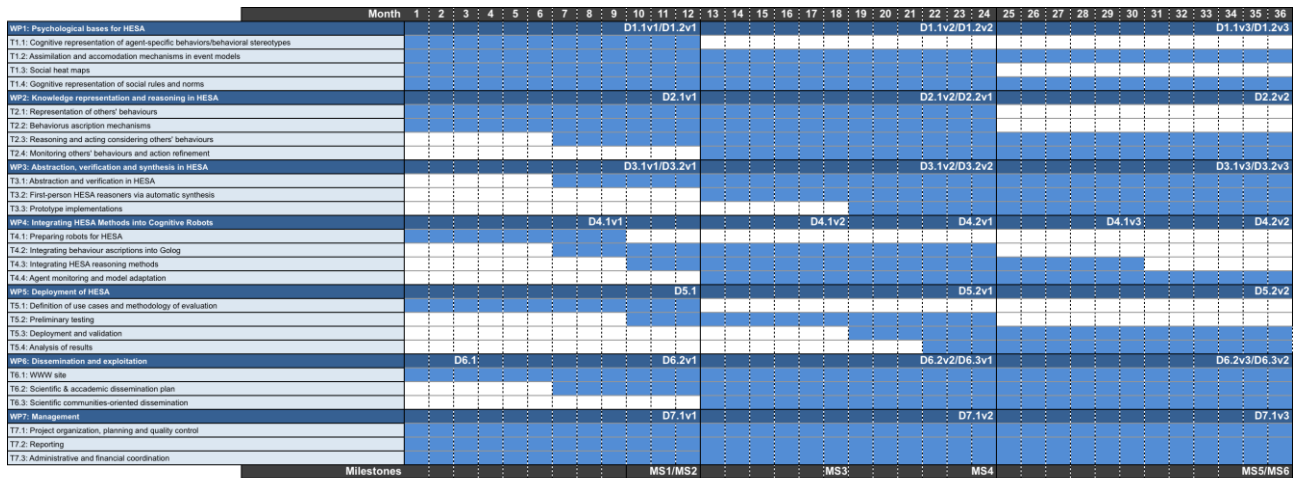 Month 1 2 3 4 5 6 7 8 9 10 11 12 13 14 15 16 17 18 19 20 21 22 23 24 25 26 27 28 29 30 31 32 33 34 35 36
WP1: Psychological bases for HESA D1.1v1/D1.2v1 D1.1v2/D1.2v2 D1.1v3/D1.2v3
T1.1: Cognitive representation of agent-specific behaviors/behavioral stereotypes
T1.2: Assimilation and accomodation mechanisms in event models
T1.3: Social heat maps
T1.4: Gognitive representation of social rules and norms
WP2: Knowledge representation and reasoning in HESA D2.1v1 D2.1v2/D2.2v1 D2.2v2
T2.1: Representation of others' behaviours
T2.2: Behaviorus ascription mechanisms
T2.3: Reasoning and acting considering others' behaviours
T2.4: Monitoring others' behaviours and action refinement
WP3: Abstraction, verification and synthesis in HESA D3.1v1/D3.2v1 D3.1v2/D3.2v2 D3.1v3/D3.2v3
T3.1: Abstraction and verification in HESA
T3.2: First-person HESA reasoners via automatic synthesis
T3.3: Prototype implementations
WP4: Integrating HESA Methods into Cognitive Robots D4.1v1 D4.1v2 D4.2v1 D4.1v3 D4.2v2
T4.1: Preparing robots for HESA
T4.2: Integrating behaviour ascriptions into Golog
T4.3: Integrating HESA reasoning methods
T4.4: Agent monitoring and model adaptation
WP5: Deployment of HESA D5.1 D5.2v1 D5.2v2
T5.1: Definition of use cases and methodology of evaluation
T5.2: Preliminary testing
T5.3: Deployment and validation
T5.4: Analysis of results
WP6: Dissemination and exploitation D6.1 D6.2v1 D6.2v2/D6.3v1 D6.2v3/D6.3v2
T6.1: WWW site
T6.2: Scientific & accademic dissemination plan
T6.3: Scientific communities-oriented dissemination
WP7: Management D7.1v1 D7.1v2 D7.1v3
T7.1: Project organization, planning and quality control
T7.2: Reporting
T7.3: Administrative and financial coordination
Milestones MS1/MS2 MS3 MS4 MS5/MS6